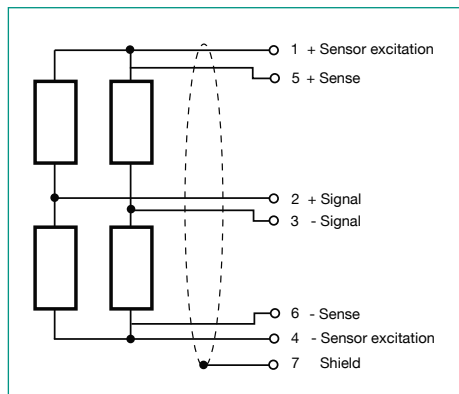 1 + Sensor excitation
5 + Sense
2 + Signal
3 - Signal
6 - Sense
4 - Sensor excitation
7 Shield